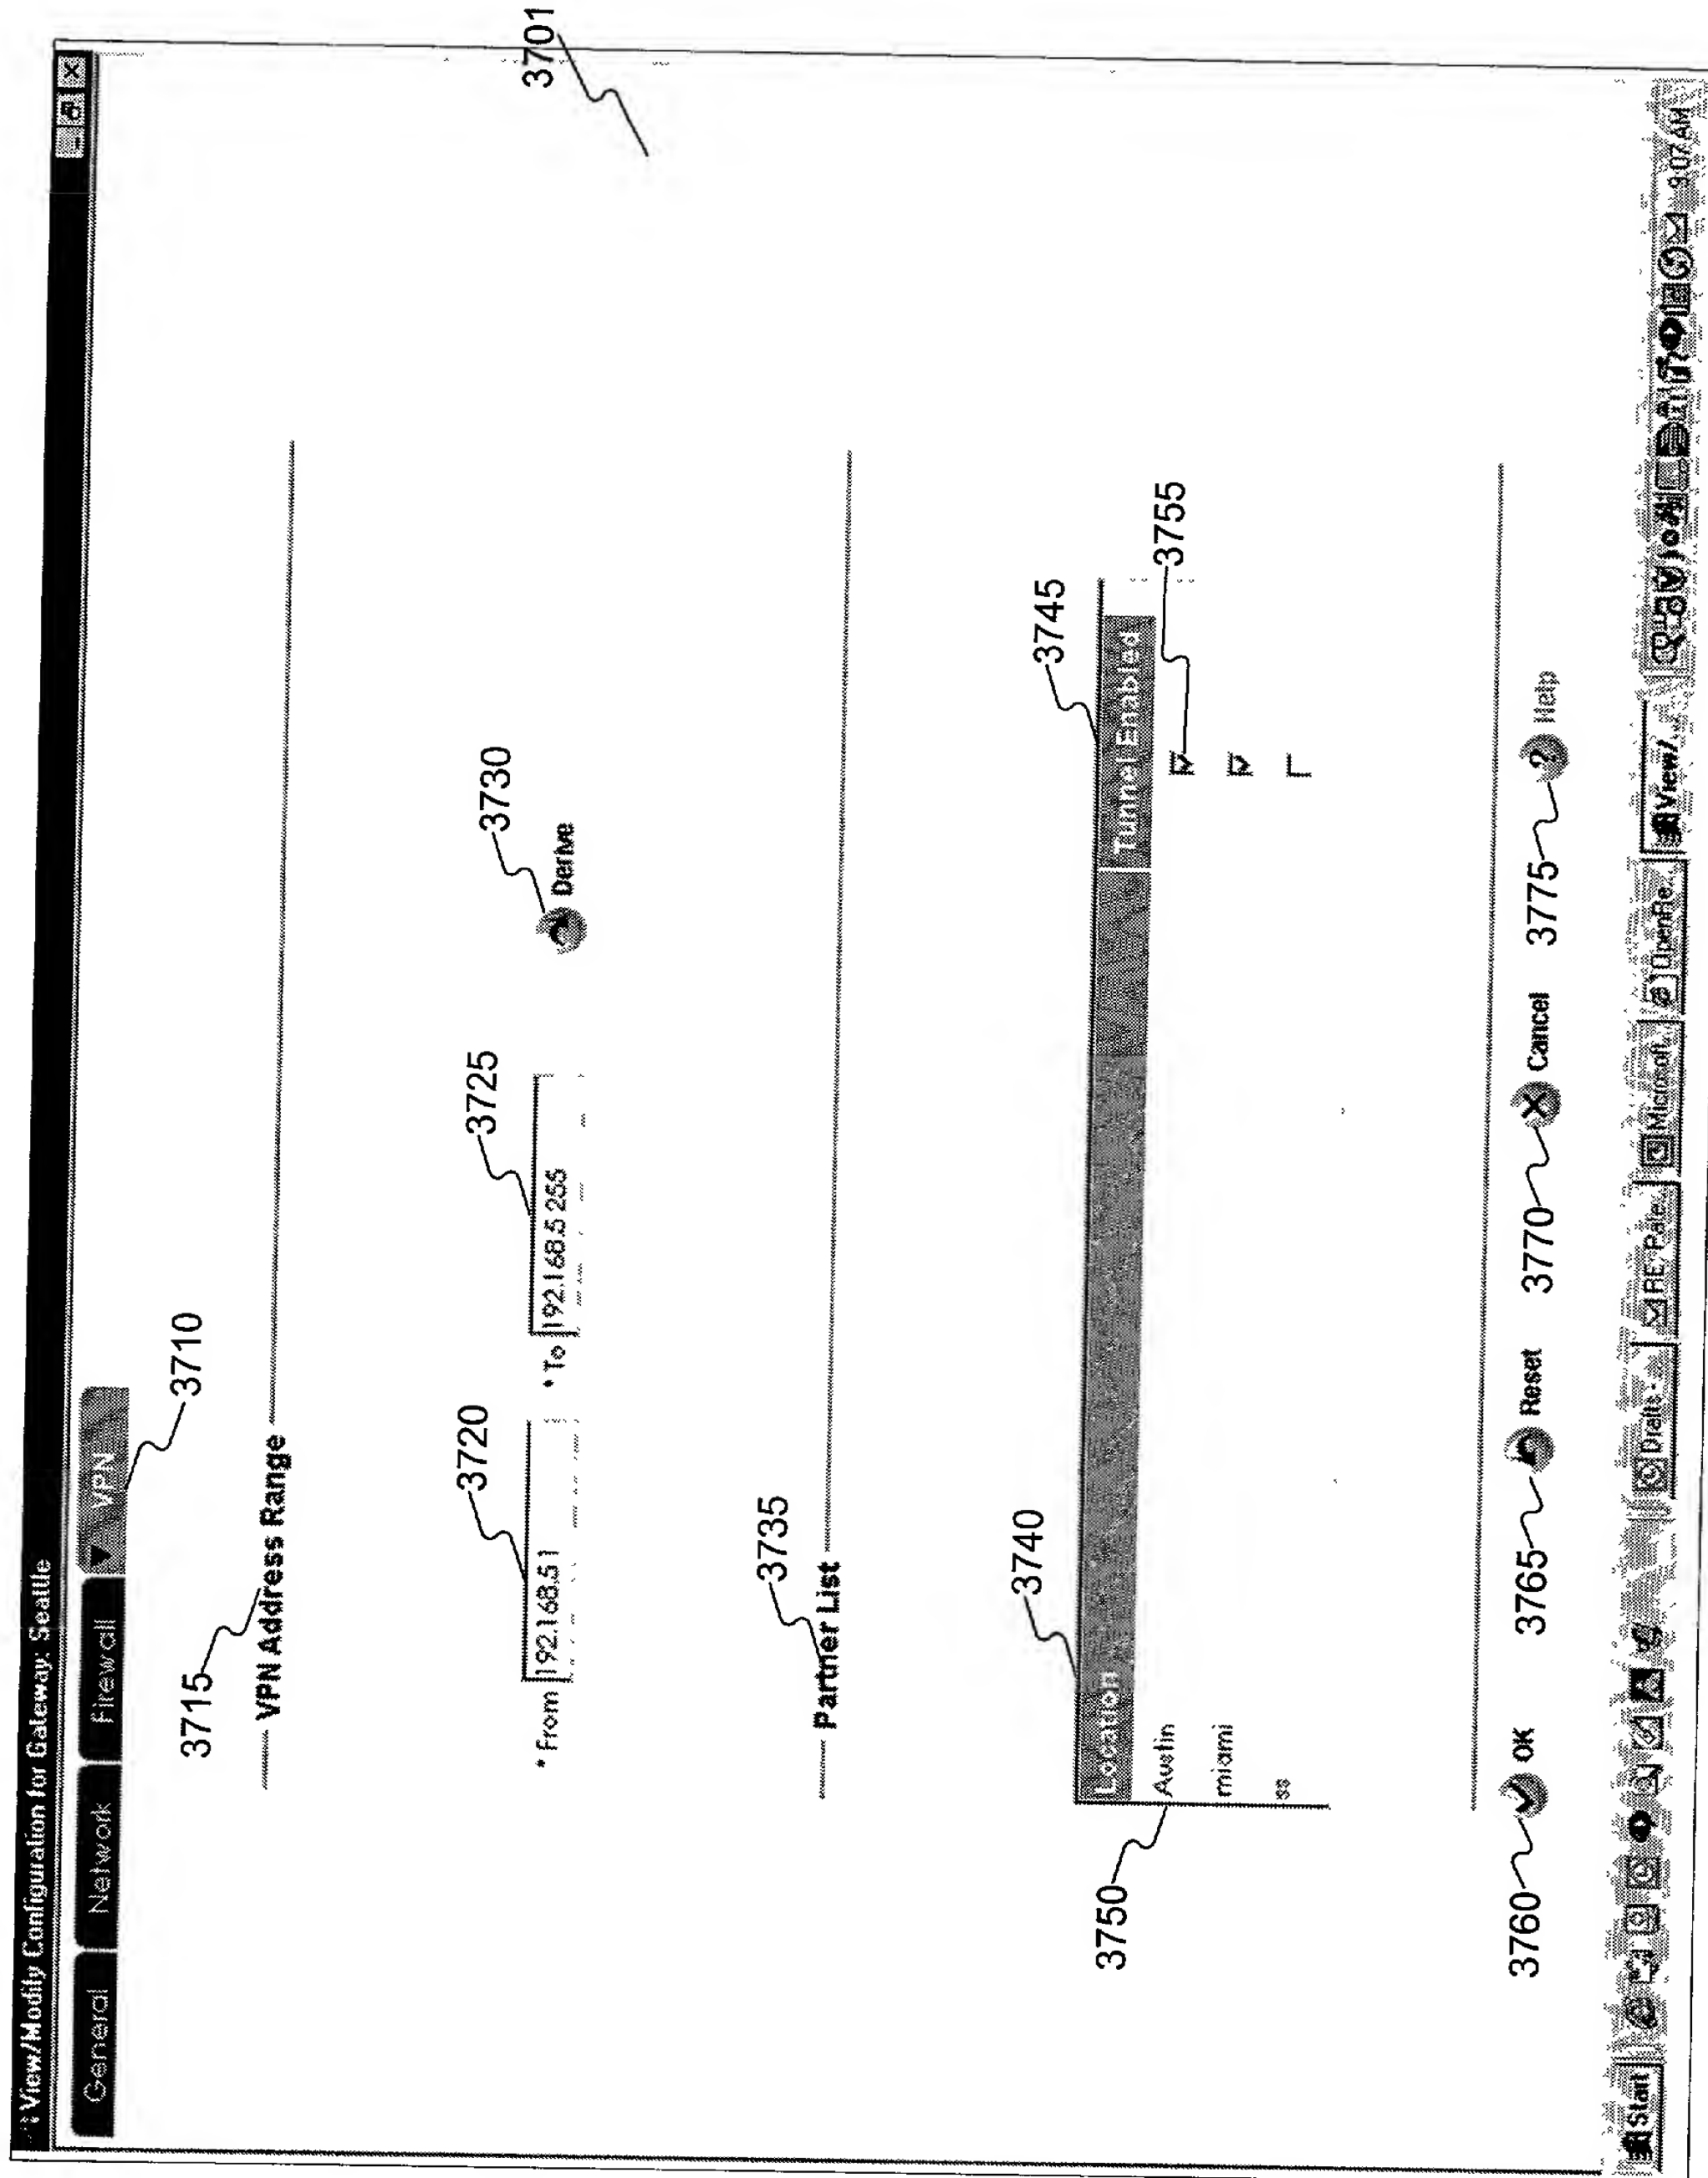 View/Modify Configuration for Gateway: Seattle
General Network Firewall VPN
3710
3701
3715
VPN Address Range
3720 3725 3730
* From 192.168.5.1 * To 192.168.5.255 Derive
3735
Partner List
3740 3745
Location Tunnel Enabled
3750 Austin 3755
miami
ss
3760 OK 3765 Reset 3770 Cancel 3775 Help
Start Drafts - RE: Pate... Microsoft... OpenRe... View/... 9:07 AM